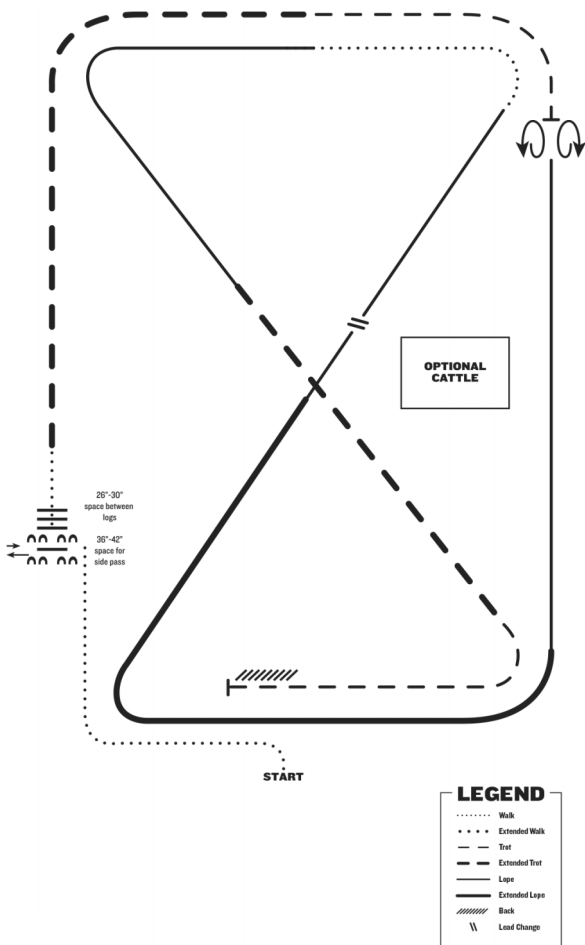 OPTIONAL
CATTLE
26"-30"
space between
logs
36"-42"
space for
side pass
START
LEGEND
Walk
Extended Walk
Trot
Extended Trot
Lope
Extended Lope
Back
Lead Change